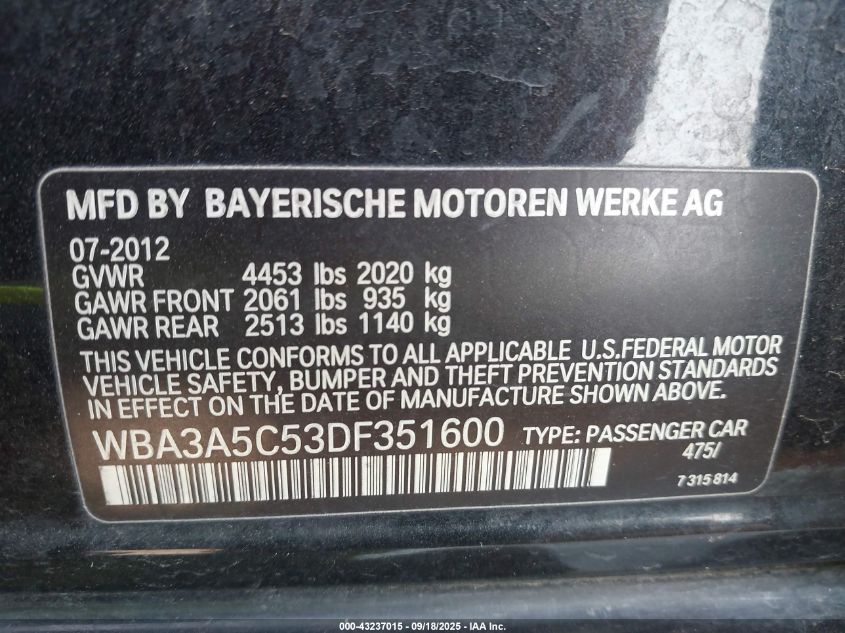 MFD BY BAYERISCHE MOTOREN WERKE AG
07-2012
GVWR 4453 lbs 2020 kg
GAWR FRONT 2061 lbs 935 kg
GAWR REAR 2513 lbs 1140 kg
THIS VEHICLE CONFORMS TO ALL APPLICABLE U.S.FEDERAL MOTOR
VEHICLE SAFETY, BUMPER AND THEFT PREVENTION STANDARDS
IN EFFECT ON THE DATE OF MANUFACTURE SHOWN ABOVE.
WBA3A5C53DF351600 TYPE: PASSENGER CAR
475/
7315814
000-43237015 - 09/18/2025 - IAA Inc.